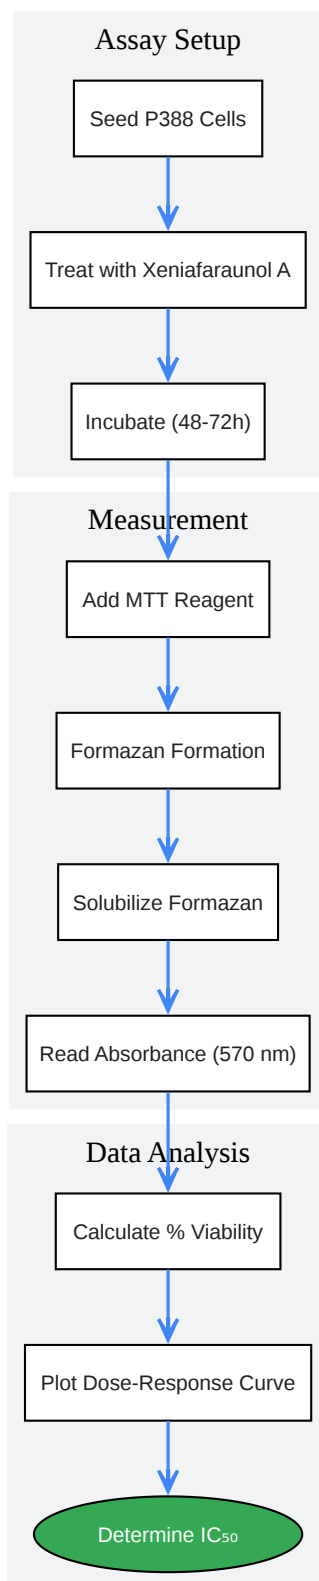 Assay Setup
Seed P388 Cells
Treat with Xeniafaraunol A
Incubate (48-72h)
Measurement
Add MTT Reagent
Formazan Formation
Solubilize Formazan
Read Absorbance (570 nm)
Data Analysis
Calculate % Viability
Plot Dose-Response Curve
Determine IC₅₀